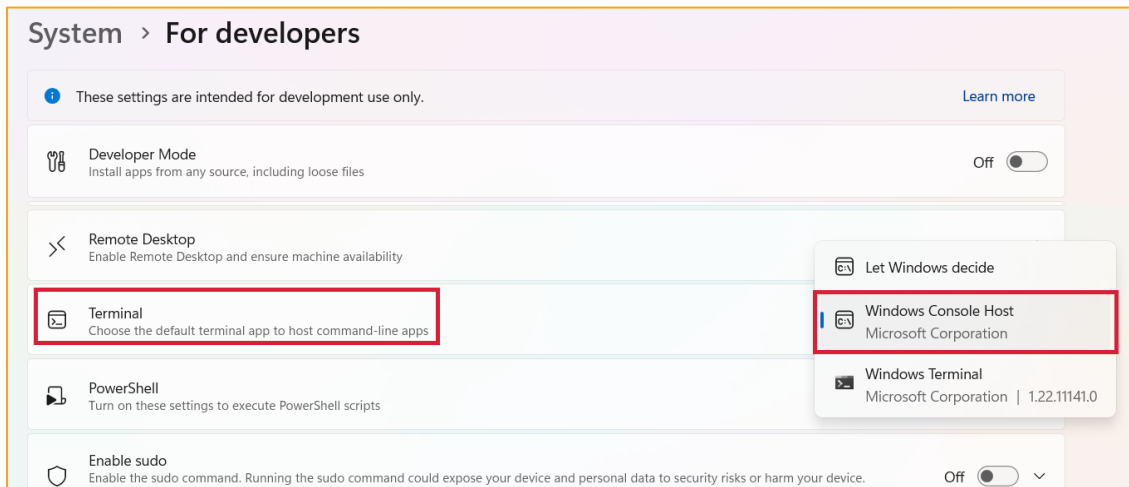 System > For developers
These settings are intended for development use only.
Learn more
Developer Mode
Install apps from any source, including loose files
Off
Remote Desktop
Enable Remote Desktop and ensure machine availability
Terminal
Choose the default terminal app to host command-line apps
Let Windows decide
Windows Console Host
Microsoft Corporation
Windows Terminal
Microsoft Corporation | 1.22.11141.0
PowerShell
Turn on these settings to execute PowerShell scripts
Enable sudo
Enable the sudo command. Running the sudo command could expose your device and personal data to security risks or harm your device.
Off